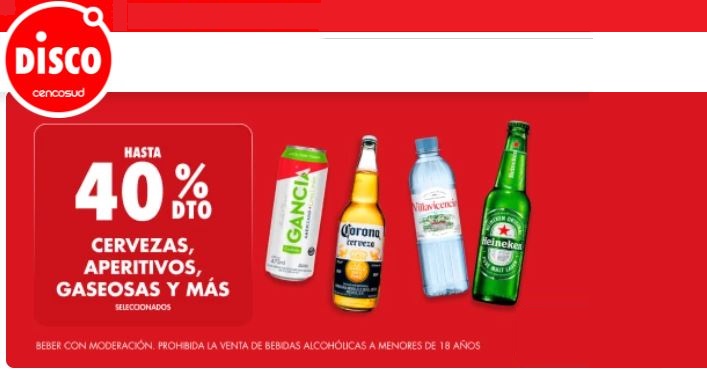 DISCO
cencosud
HASTA
40%
DTO
CERVEZAS,
APERITIVOS,
GASEOSAS Y MÁS
SELECCIONADOS
GANCIA
Corona
cerveza
Villavicencio
Heineken
Heineken
BEBER CON MODERACIÓN. PROHIBIDA LA VENTA DE BEBIDAS ALCOHÓLICAS A MENORES DE 18 AÑOS